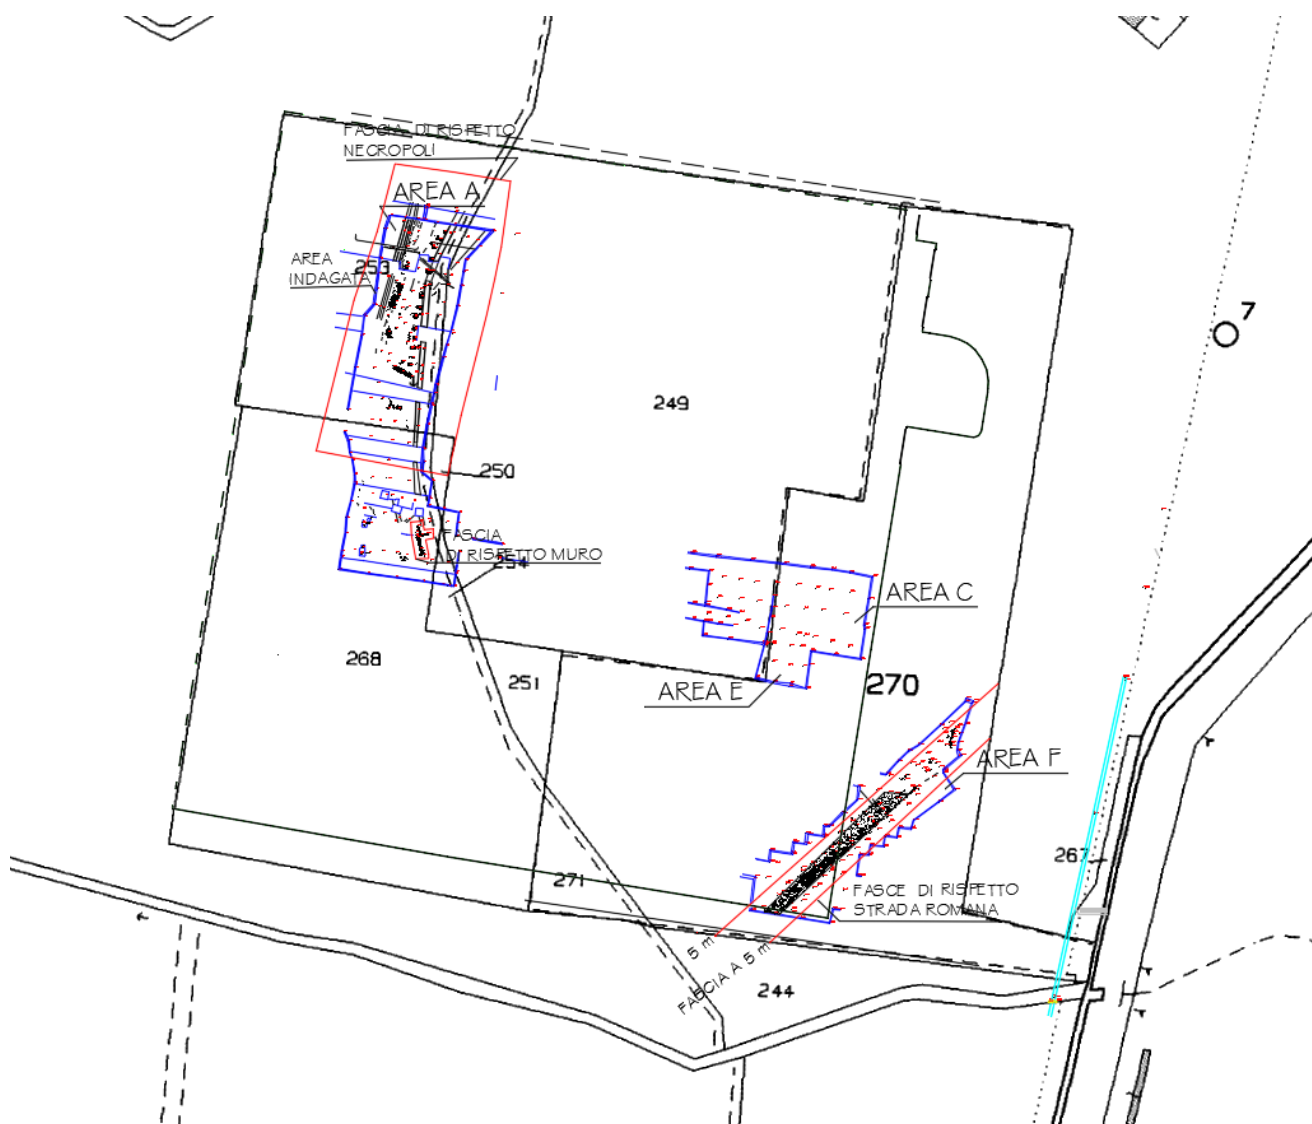 FASCIA DI RISPETTO
NECROPOLI
AREA A
AREA
INDAGATA
253
7
249
250
FASCIA
DI RISPETTO MURO
254
AREA C
268
251
AREA E
270
AREA F
267
271
FASCE DI RISPETTO
STRADA ROMANA
5 m
FASCIA A 5 m
244